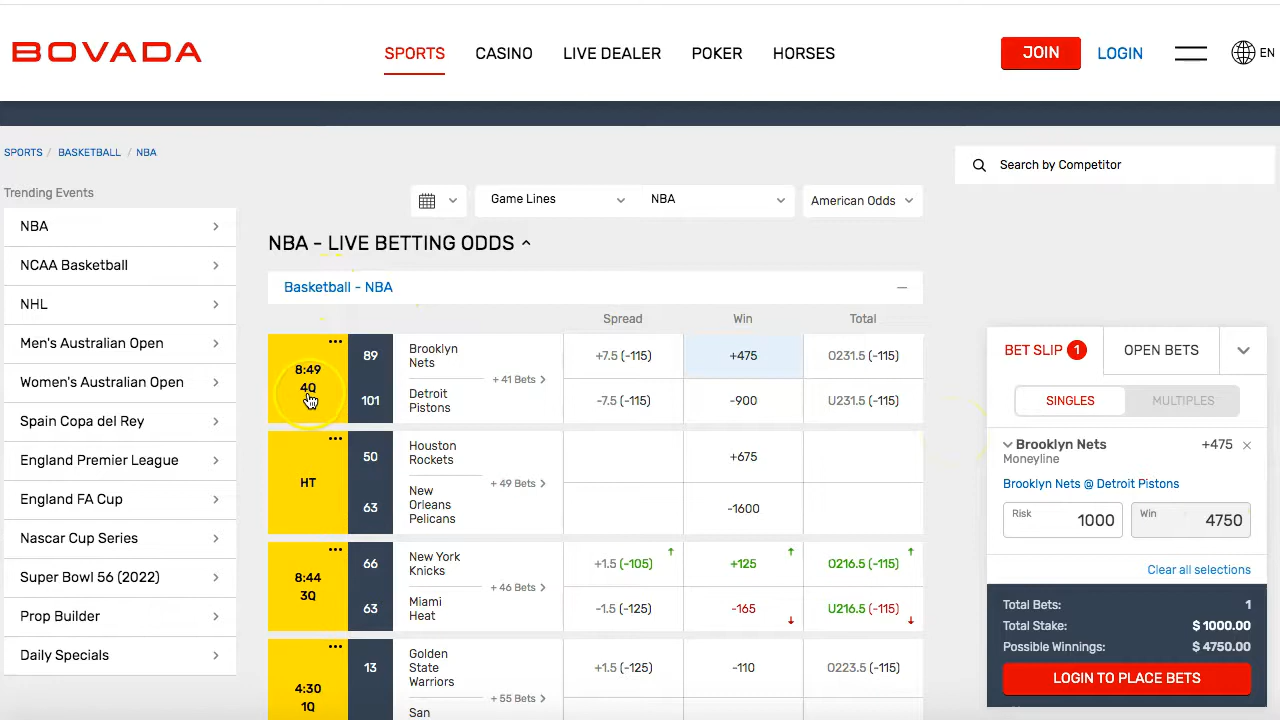 BOVADA
SPORTS CASINO LIVE DEALER POKER HORSES
JOIN LOGIN EN
SPORTS / BASKETBALL / NBA
Search by Competitor
Trending Events
NBA
NCAA Basketball
NHL
Men's Australian Open
Women's Australian Open
Spain Copa del Rey
England Premier League
England FA Cup
Nascar Cup Series
Super Bowl 56 (2022)
Prop Builder
Daily Specials
Game Lines NBA American Odds
NBA - LIVE BETTING ODDS
Basketball - NBA
Spread Win Total
8:49
4Q
89
101
Brooklyn
Nets
Detroit
Pistons
+ 41 Bets
+7.5 (-115) +475 O231.5 (-115)
-7.5 (-115) -900 U231.5 (-115)
HT
50
63
Houston
Rockets
New
Orleans
Pelicans
+ 49 Bets
+675
-1600
8:44
3Q
66
63
New York
Knicks
Miami
Heat
+ 46 Bets
+1.5 (-105) +125 O216.5 (-115)
-1.5 (-125) -165 U216.5 (-115)
4:30
1Q
13
Golden
State
Warriors
San
+ 55 Bets
+1.5 (-125) -110 O223.5 (-115)
BET SLIP 1 OPEN BETS
SINGLES MULTIPLES
Brooklyn Nets +475
Moneyline
Brooklyn Nets @ Detroit Pistons
Risk 1000 Win 4750
Clear all selections
Total Bets: 1
Total Stake: $ 1000.00
Possible Winnings: $ 4750.00
LOGIN TO PLACE BETS